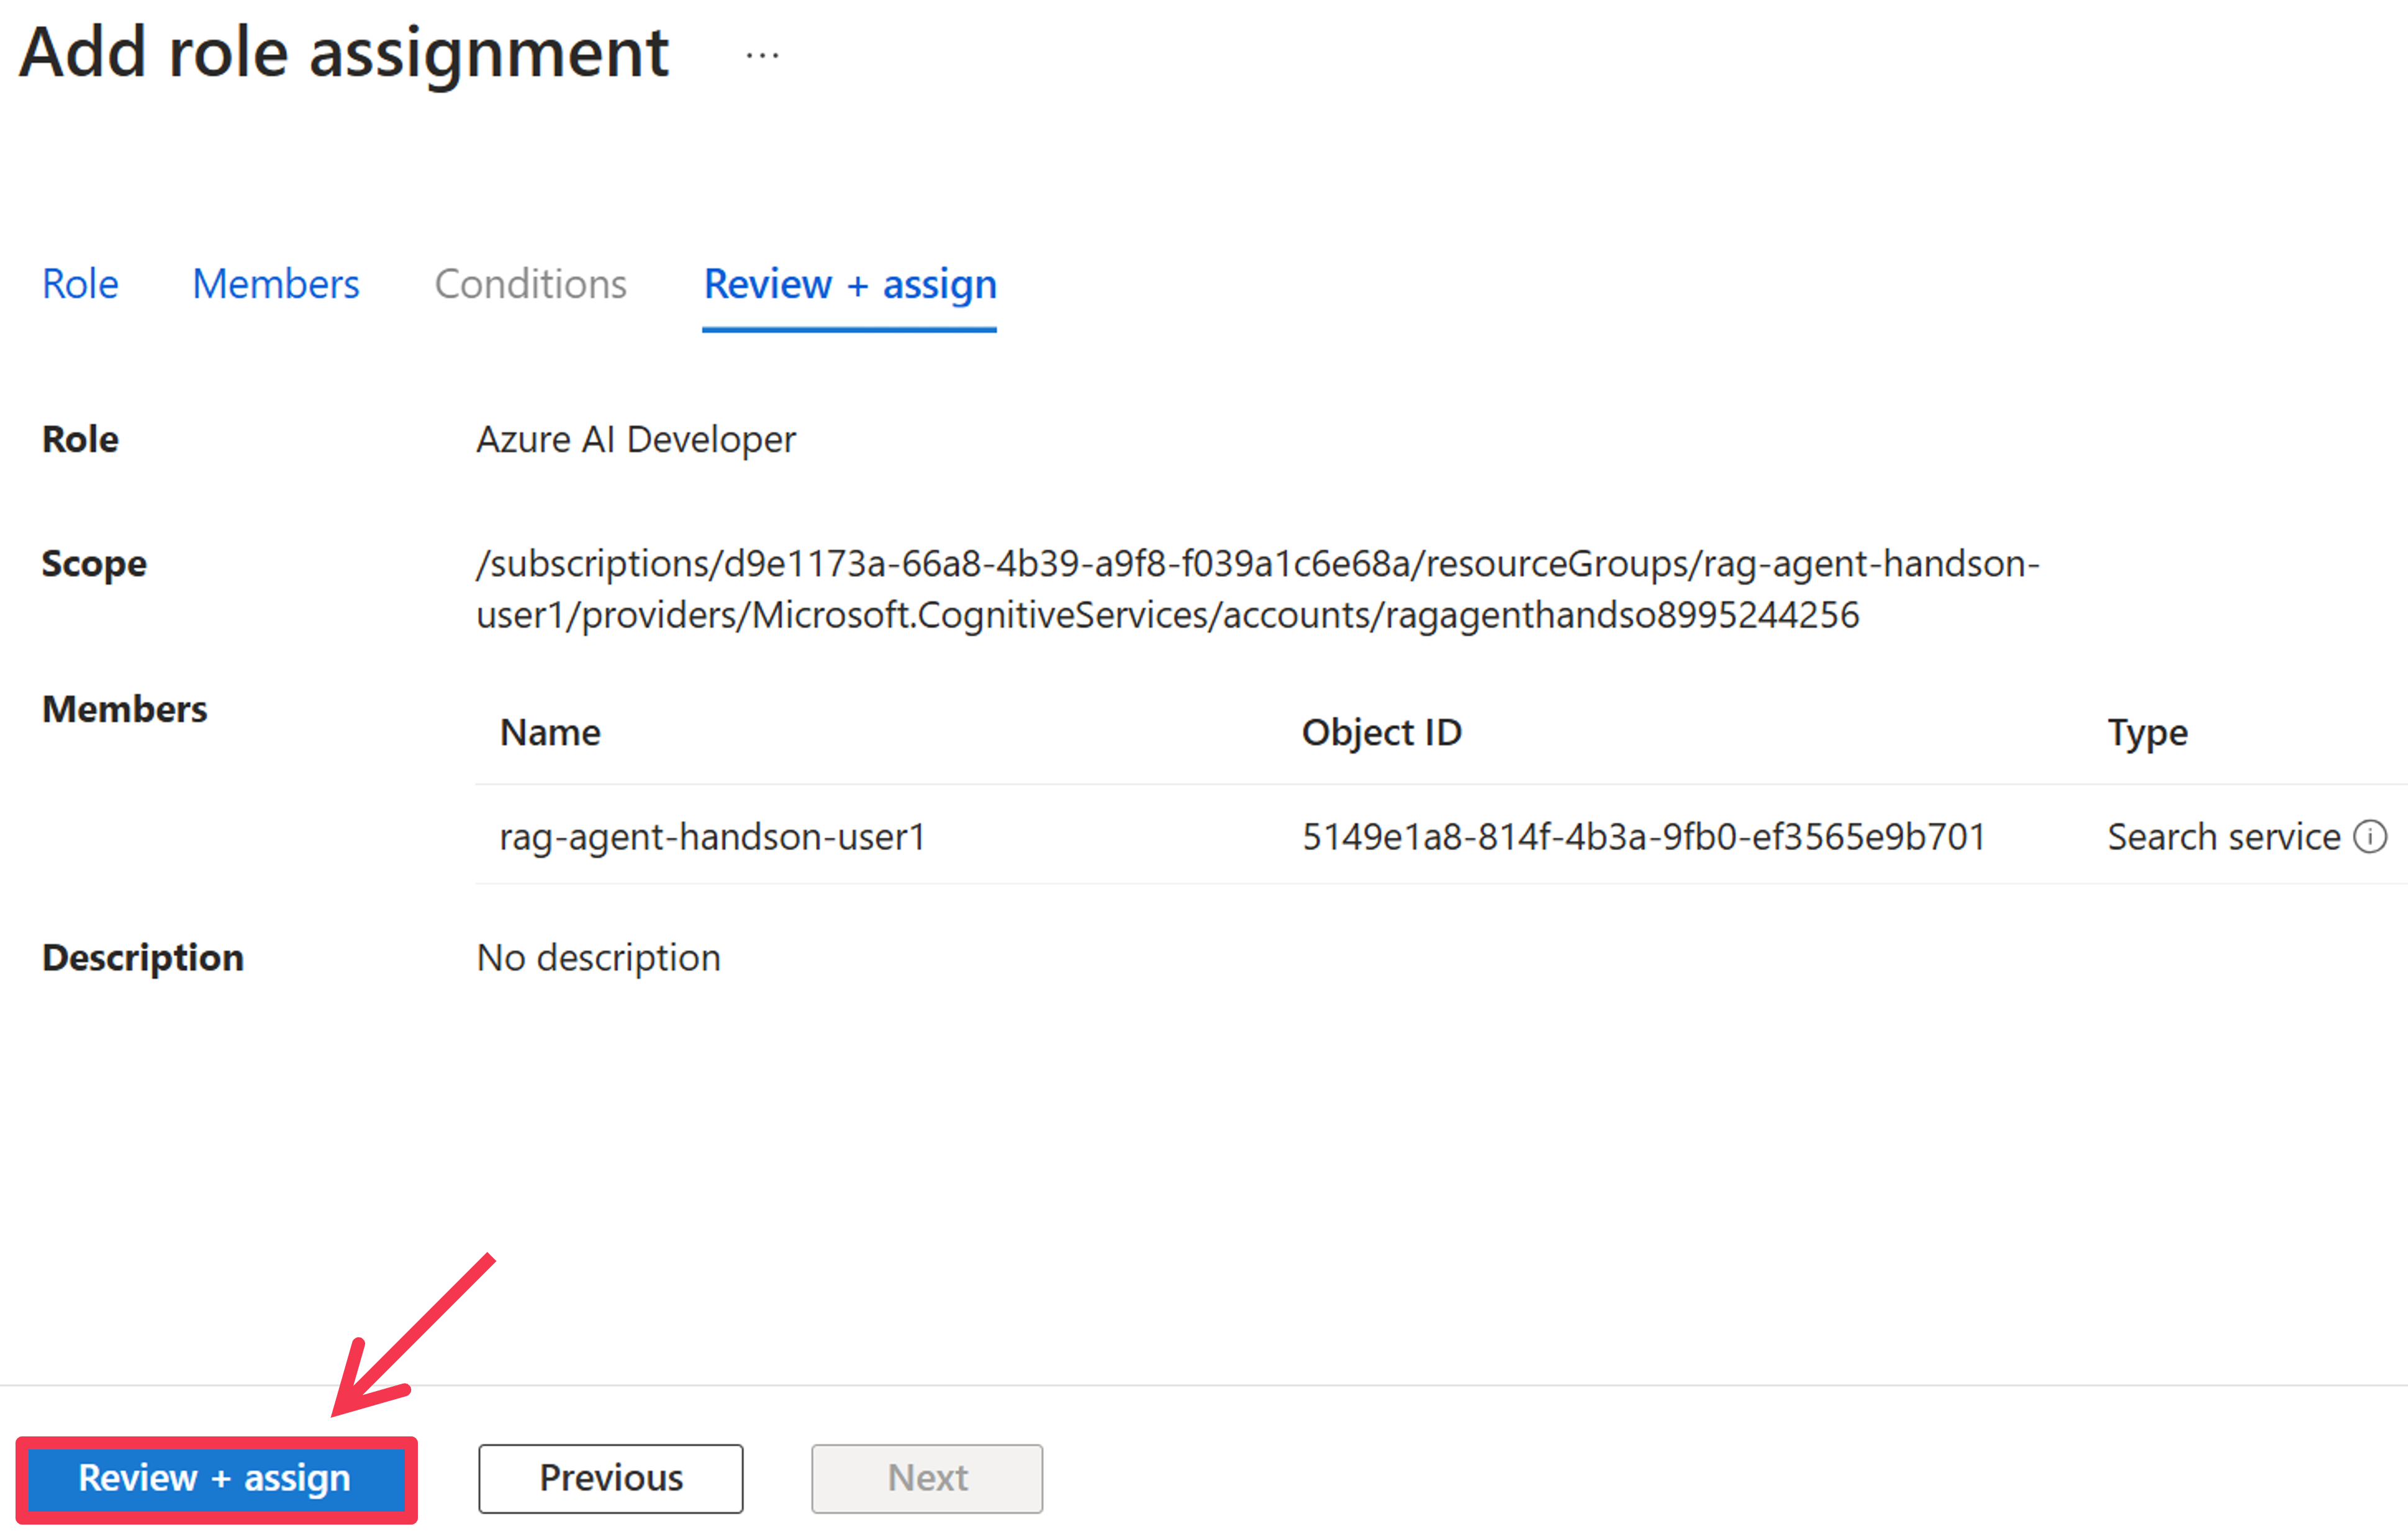 Add role assignment ...
Role Members Conditions Review + assign
Role Azure AI Developer
Scope /subscriptions/d9e1173a-66a8-4b39-a9f8-f039a1c6e68a/resourceGroups/rag-agent-handson-
user1/providers/Microsoft.CognitiveServices/accounts/ragagenthandso8995244256
Members
Name Object ID Type
rag-agent-handson-user1 5149e1a8-814f-4b3a-9fb0-ef3565e9b701 Search service
Description No description
Review + assign Previous Next